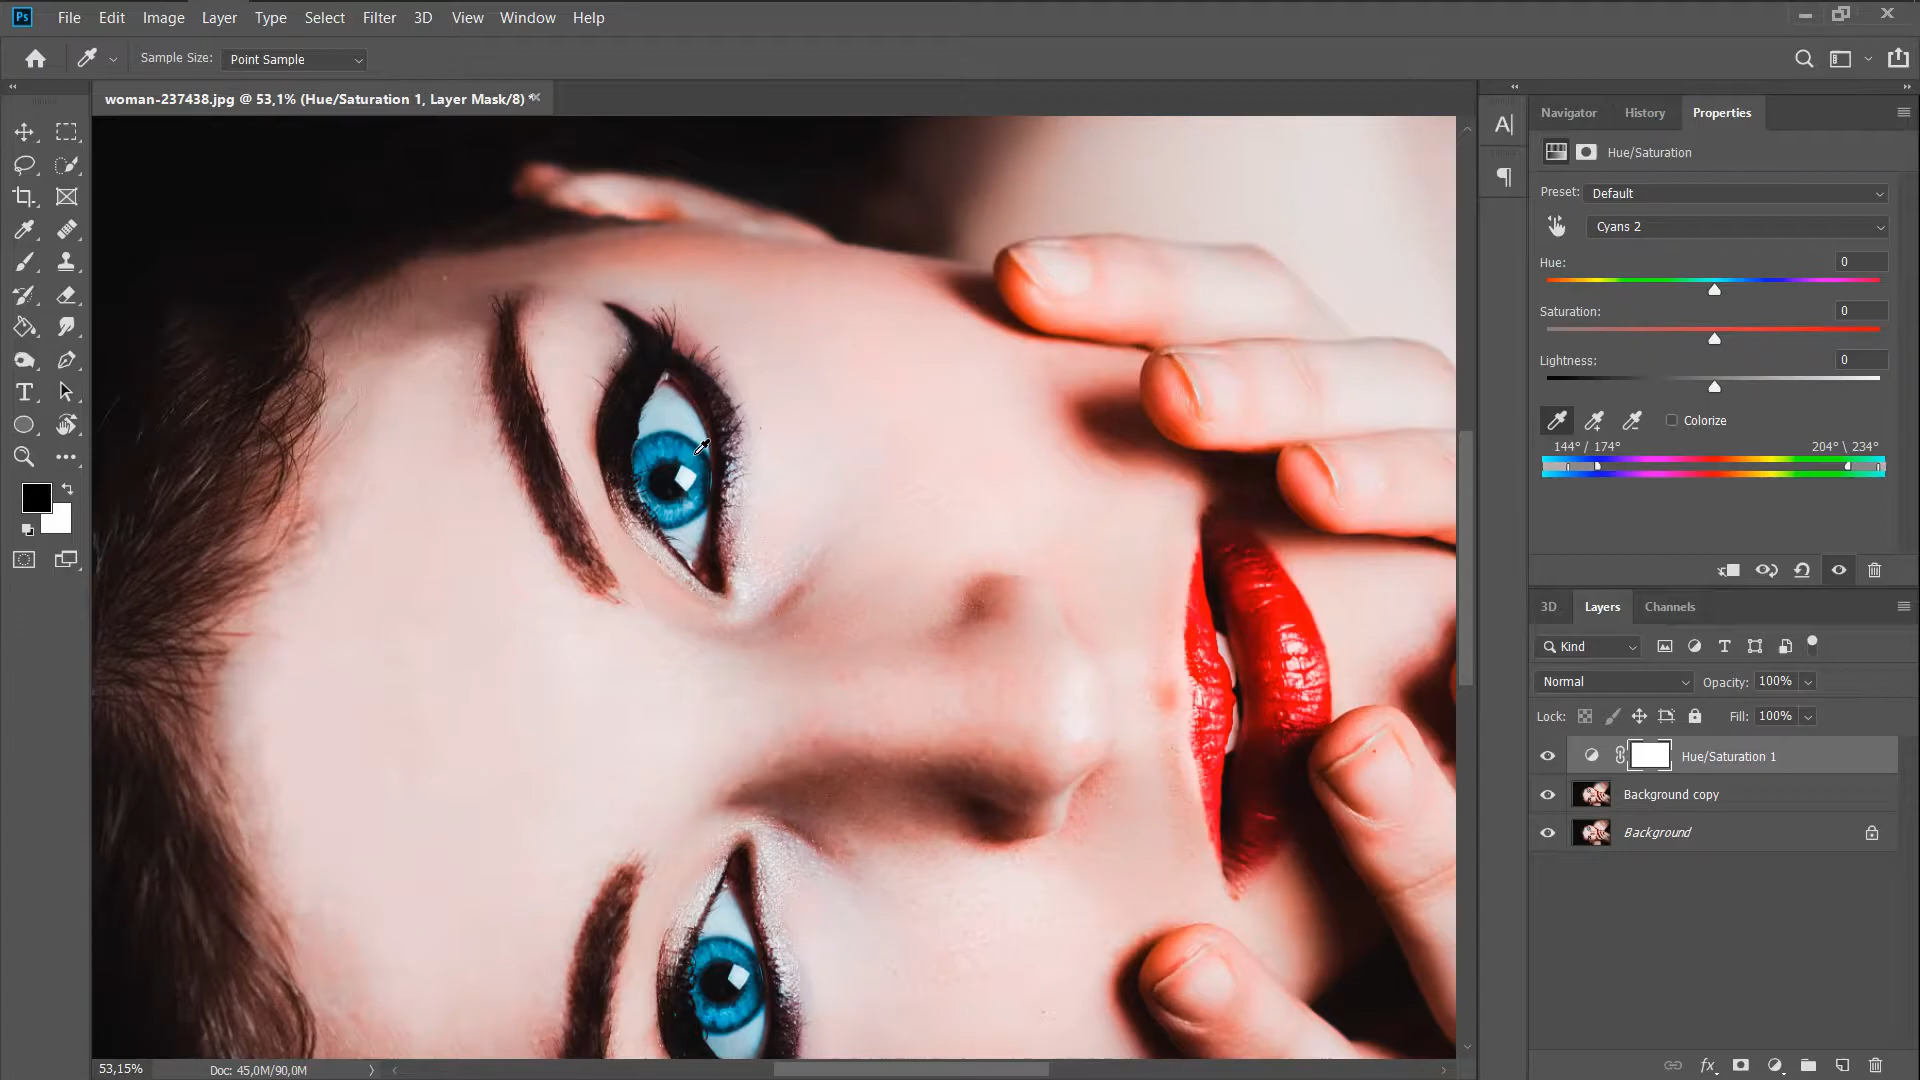 Ps File Edit Image Layer Type Select Filter 3D View Window Help
Sample Size: Point Sample
woman-237438.jpg @ 53,1% (Hue/Saturation 1, Layer Mask/8) *
Navigator History Properties
Hue/Saturation
Preset: Default
Cyans 2
Hue: 0
Saturation: 0
Lightness: 0
Colorize
144° / 174° 204° \ 234°
3D Layers Channels
Kind
Normal Opacity: 100%
Lock: Fill: 100%
Hue/Saturation 1
Background copy
Background
fx
53,15% Doc: 45,0M/90,0M